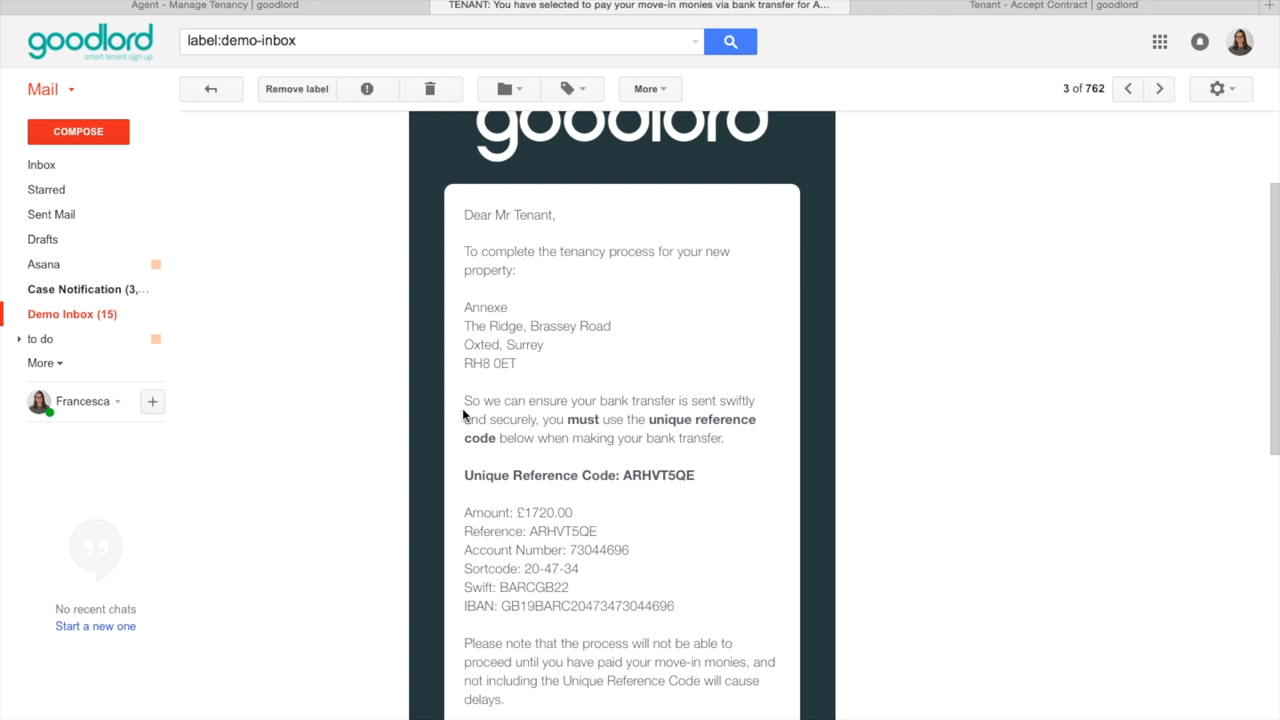 Agent - Manage Tenancy | goodlord
TENANT: You have selected to pay your move-in monies via bank transfer for A...
Tenant - Accept Contract | goodlord
goodlord
smart tenant sign-up
label:demo-inbox
Mail
Remove label
More
3 of 762
COMPOSE
Inbox
Starred
Sent Mail
Drafts
Asana
Case Notification (3,...
Demo Inbox (15)
to do
More
Francesca
No recent chats
Start a new one
goodlord
Dear Mr Tenant,
To complete the tenancy process for your new
property:
Annexe
The Ridge, Brassey Road
Oxted, Surrey
RH8 0ET
So we can ensure your bank transfer is sent swiftly
and securely, you must use the unique reference
code below when making your bank transfer.
Unique Reference Code: ARHVT5QE
Amount: £1720.00
Reference: ARHVT5QE
Account Number: 73044696
Sortcode: 20-47-34
Swift: BARCGB22
IBAN: GB19BARC20473473044696
Please note that the process will not be able to
proceed until you have paid your move-in monies, and
not including the Unique Reference Code will cause
delays.